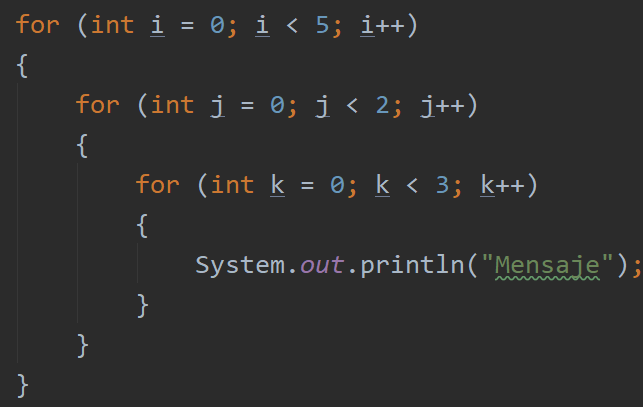 for (int i = 0; i < 5; i++)
{
    for (int j = 0; j < 2; j++)
    {
        for (int k = 0; k < 3; k++)
        {
            System.out.println("Mensaje");
        }
    }
}